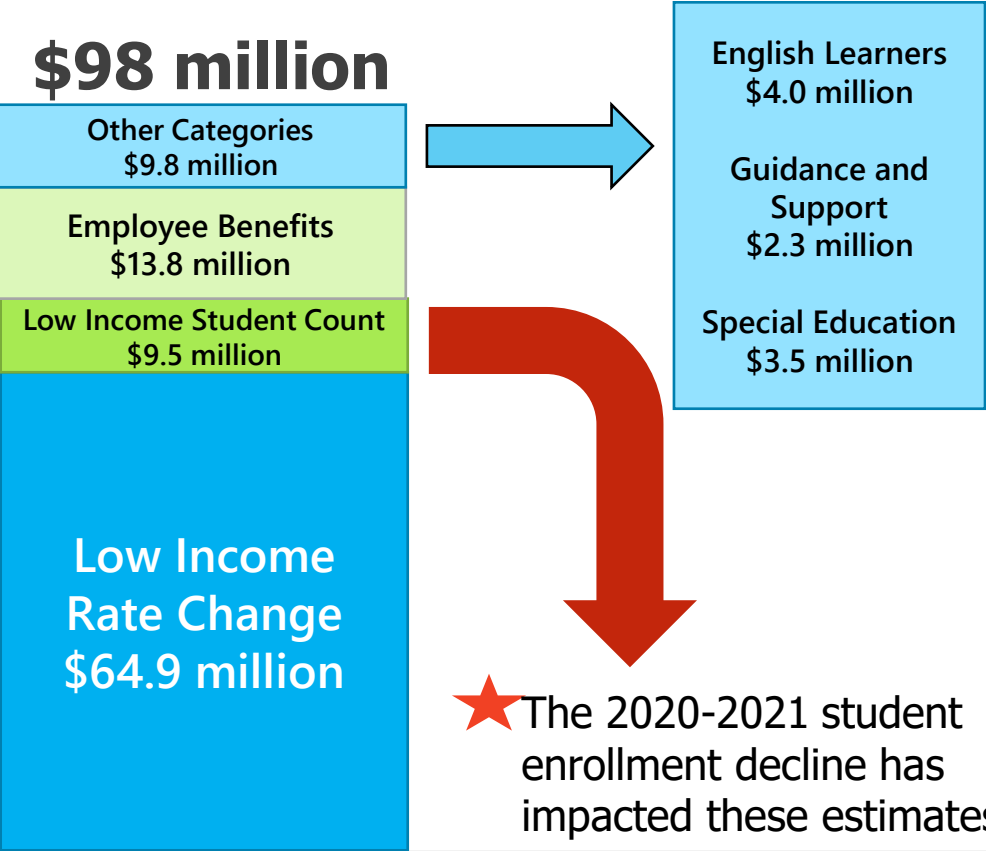 $98 million
Other Categories
$9.8 million
Employee Benefits
$13.8 million
Low Income Student Count
$9.5 million
Low Income
Rate Change
$64.9 million
English Learners
$4.0 million
Guidance and
Support
$2.3 million
Special Education
$3.5 million
The 2020-2021 student
enrollment decline has
impacted these estimates